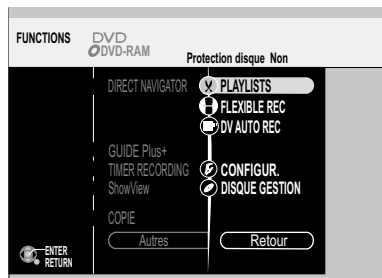 FUNCTIONS
DVD
DVD-RAM
Protection disque Non
DIRECT NAVIGATOR
PLAYLISTS
FLEXIBLE REC
DV AUTO REC
GUIDE Plus+
TIMER RECORDING
CONFIGUR.
ShowView
DISQUE GESTION
COPIE
Autres
Retour
ENTER
RETURN